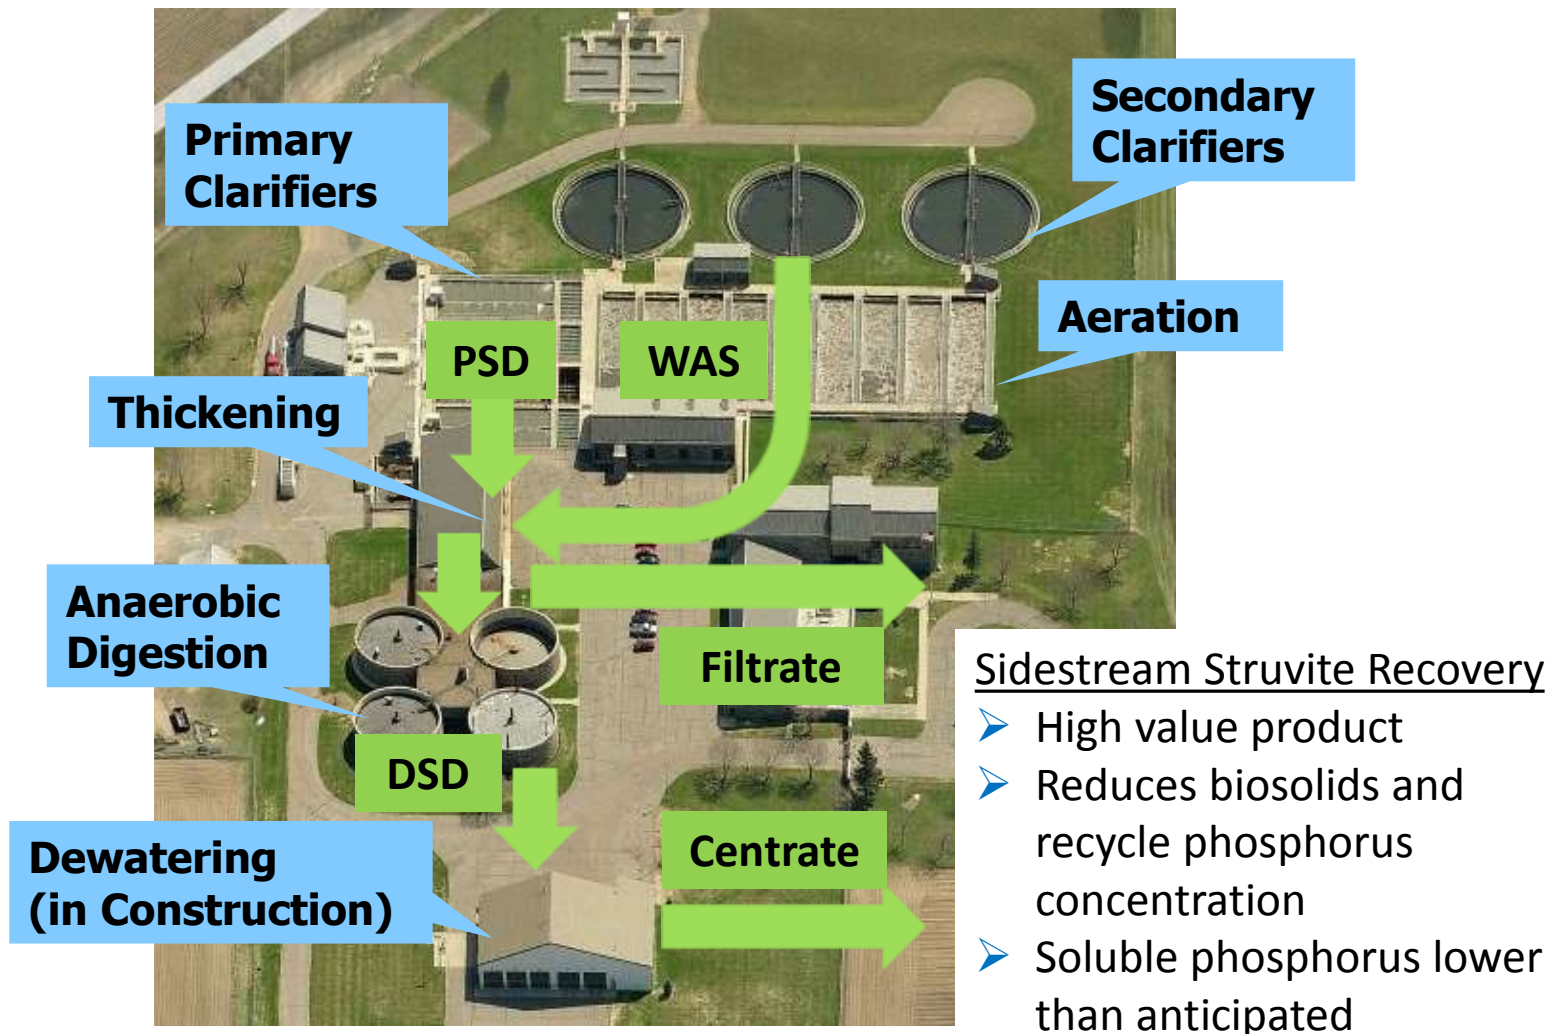 Primary
Clarifiers
Secondary
Clarifiers
Aeration
PSD
WAS
Thickening
Anaerobic
Digestion
Filtrate
DSD
Centrate
Dewatering
(in Construction)
Sidestream Struvite Recovery
➢ High value product
➢ Reduces biosolids and
recycle phosphorus
concentration
➢ Soluble phosphorus lower
than anticipated